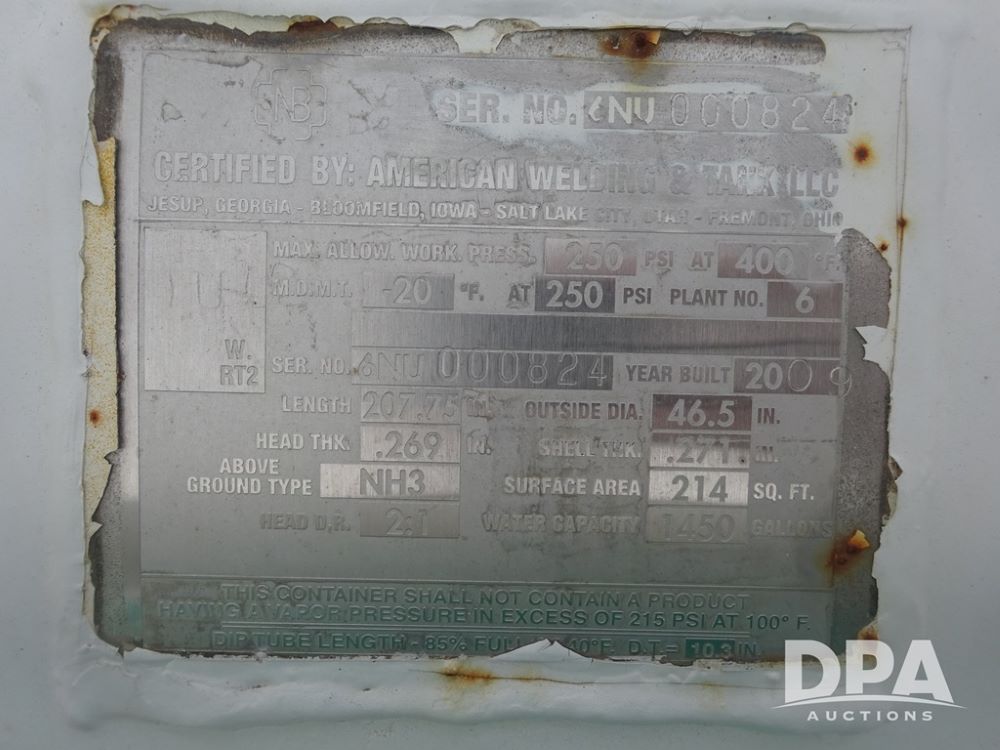 NB
SER. NO. 6NU 000824
CERTIFIED BY: AMERICAN WELDING & TANK LLC
JESUP, GEORGIA - BLOOMFIELD, IOWA - SALT LAKE CITY, UTAH - FREMONT, OHIO
MAX. ALLOW. WORK. PRESS. 250 PSI AT 400 °F.
U
M.D.M.T. -20 °F. AT 250 PSI PLANT NO. 6
W.
RT2
SER. NO. 6NU 000824 YEAR BUILT 2009
LENGTH 207.75 IN. OUTSIDE DIA. 46.5 IN.
HEAD THK. .269 IN. SHELL THK. .271 IN.
ABOVE
GROUND TYPE NH3 SURFACE AREA 214 SQ. FT.
HEAD D.R. 2:1 WATER CAPACITY 1450 GALLONS
THIS CONTAINER SHALL NOT CONTAIN A PRODUCT
HAVING A VAPOR PRESSURE IN EXCESS OF 215 PSI AT 100° F.
DIP TUBE LENGTH - 85% FULL 40°F. D.T. = 10.3 IN.
DPA
AUCTIONS